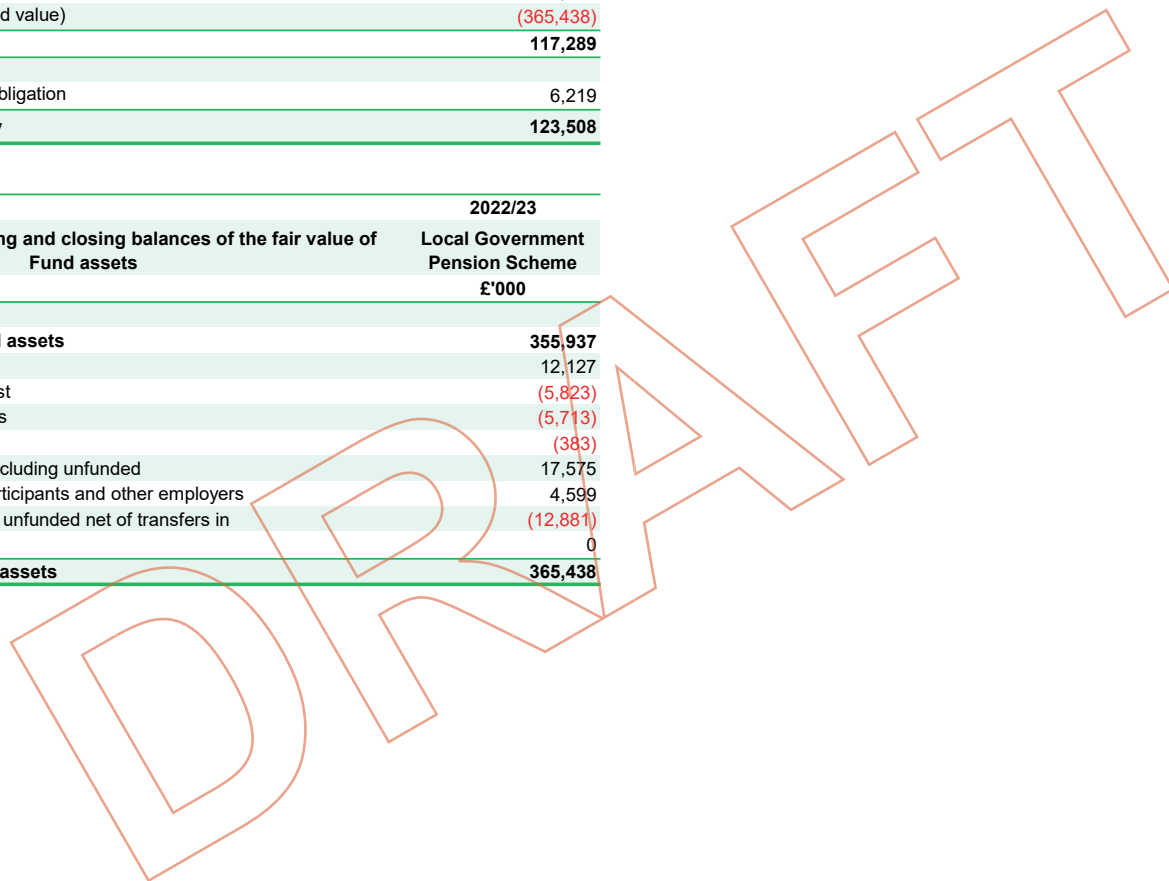 d value) (365,438)
117,289
bligation 6,219
123,508
2022/23
ng and closing balances of the fair value of Local Government
Fund assets Pension Scheme
£'000
assets 355,937
12,127
st (5,823)
s (5,713)
(383)
cluding unfunded 17,575
rticipants and other employers 4,599
unfunded net of transfers in (12,881)
0
assets 365,438
DRAFT